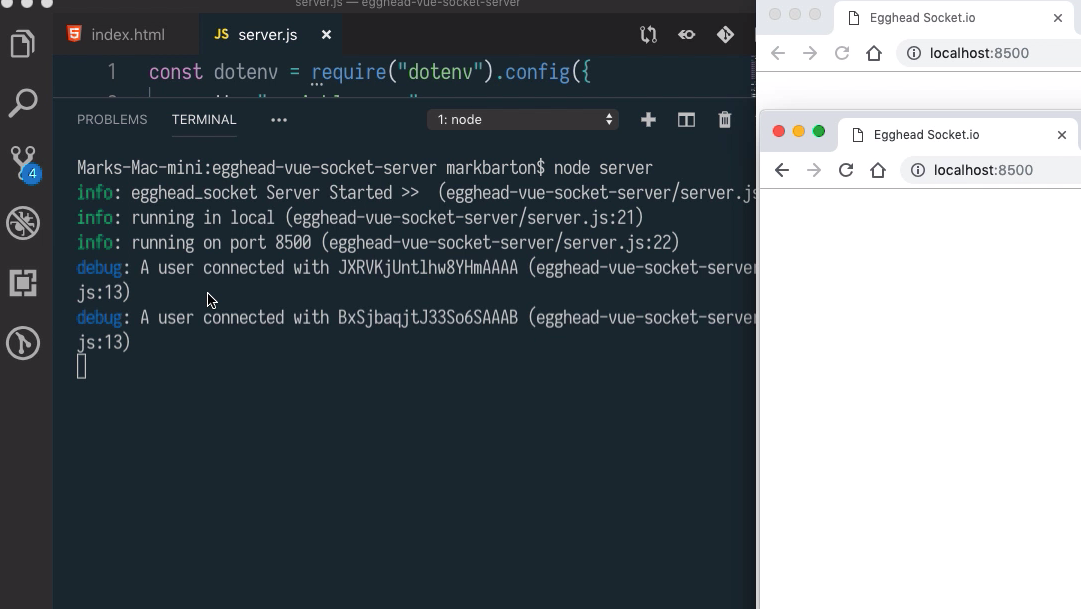 server.js — egghead-vue-socket-server
index.html
JS server.js
1 const dotenv = require("dotenv").config({
PROBLEMS TERMINAL
1: node
Marks-Mac-mini:egghead-vue-socket-server markbarton$ node server
info: egghead_socket Server Started >>  (egghead-vue-socket-server/server.js
info: running in local (egghead-vue-socket-server/server.js:21)
info: running on port 8500 (egghead-vue-socket-server/server.js:22)
debug: A user connected with JXRVKjUntlhw8YHmAAAA (egghead-vue-socket-server
js:13)
debug: A user connected with BxSjbaqjtJ33So6SAAAB (egghead-vue-socket-server
js:13)
4
Egghead Socket.io
localhost:8500
Egghead Socket.io
localhost:8500